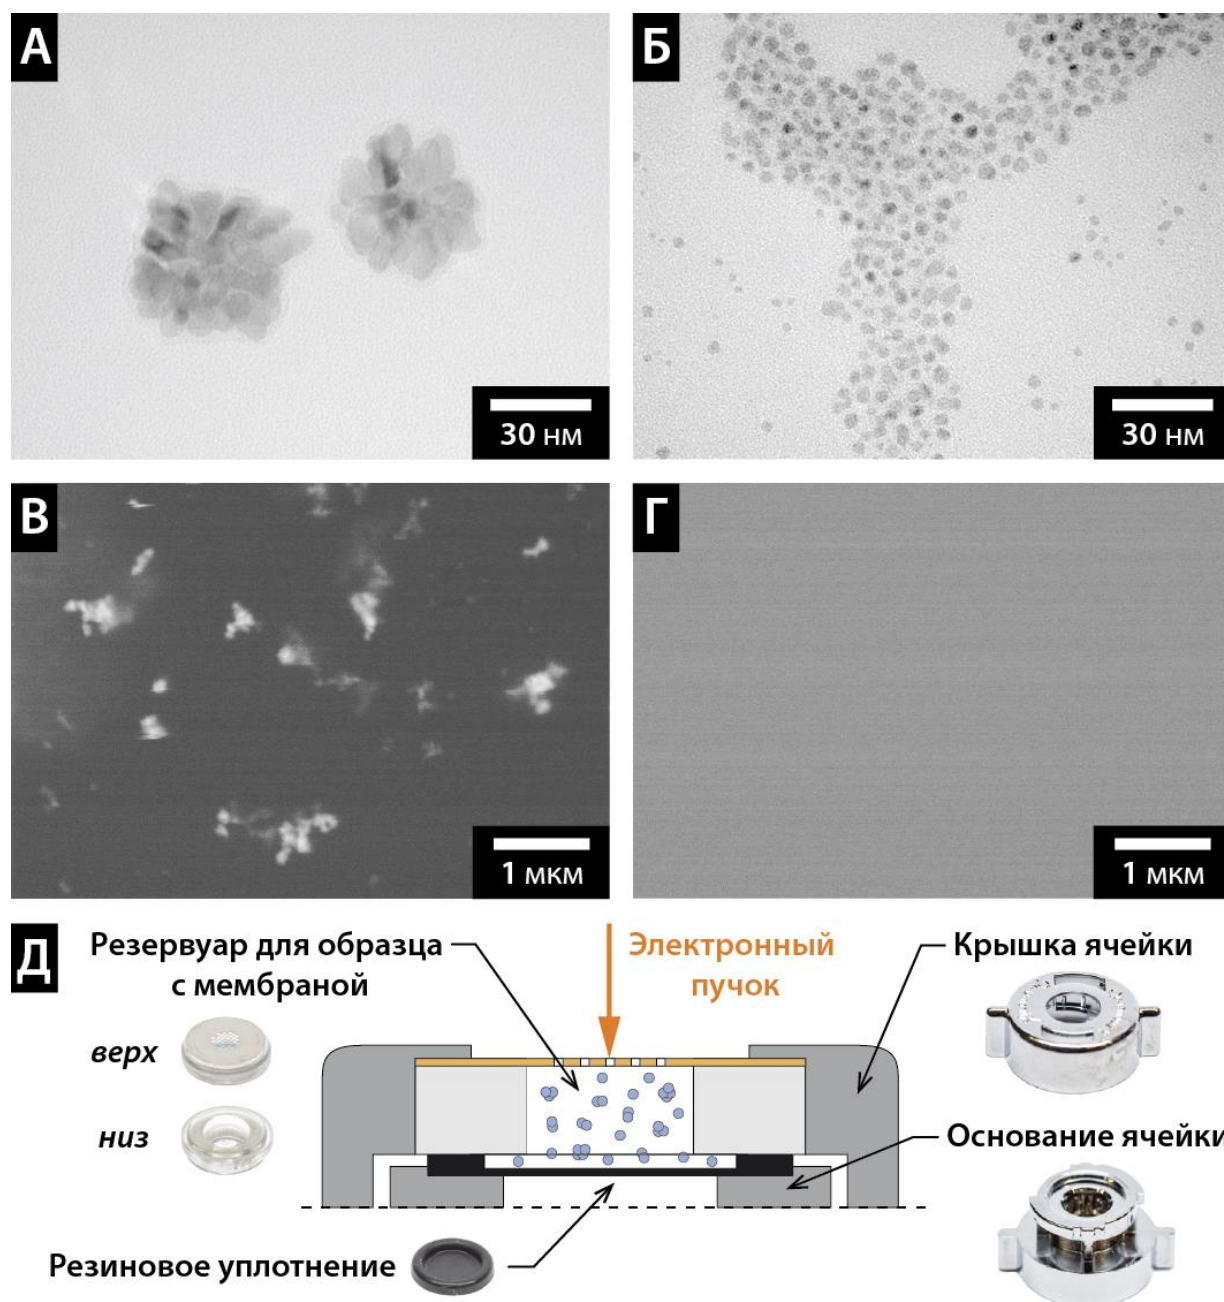 А
Б
30 нм
30 нм
В
Г
1 мкм
1 мкм
Д
Резервуар для образца
с мембраной
Электронный
пучок
Крышка ячейки
верх
низ
Основание ячейки
Резиновое уплотнение